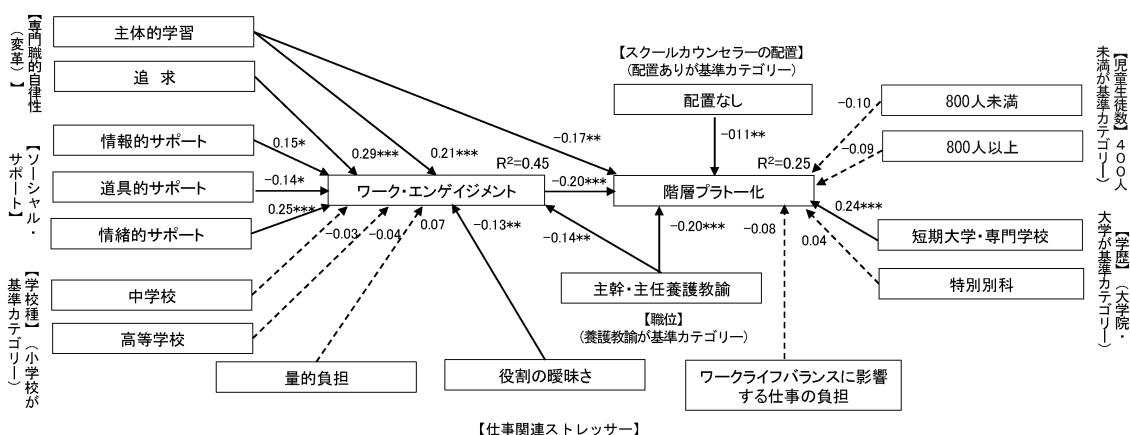 【専門職的自律性
（変革）】
主体的学習
追　求
【ソーシャル・
サポート】
情報的サポート
道具的サポート
情緒的サポート
【学校種】（小学校が
基準カテゴリー）
中学校
高等学校
量的負担
役割の曖昧さ
ワークライフバランスに影響
する仕事の負担
【仕事関連ストレッサー】
0.15*
-0.14*
0.25***
0.29***
0.21***
-0.17**
R²=0.45
ワーク・エンゲイジメント
-0.20***
-0.03
-0.04
0.07
-0.13**
-0.14**
-0.20***
主幹・主任養護教諭
【職位】
（養護教諭が基準カテゴリー）
【スクールカウンセラーの配置】
（配置ありが基準カテゴリー）
配置なし
-011**
R²=0.25
階層プラトー化
-0.08
0.04
0.24***
-0.10
-0.09
800人未満
800人以上
【児童生徒数】４００人
未満が基準カテゴリー）
短期大学・専門学校
特別別科
【学歴】（大学院・
大学が基準カテゴリー）